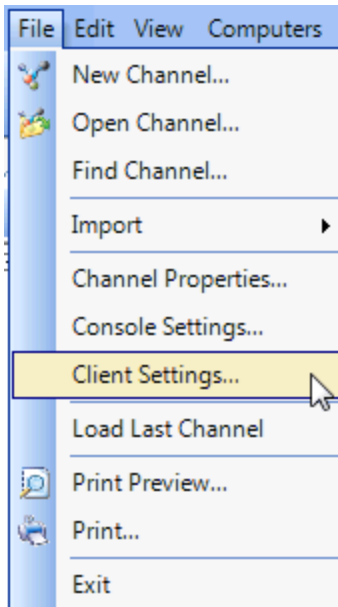 File Edit View Computers
New Channel...
Open Channel...
Find Channel...
Import
Channel Properties...
Console Settings...
Client Settings...
Load Last Channel
Print Preview...
Print...
Exit